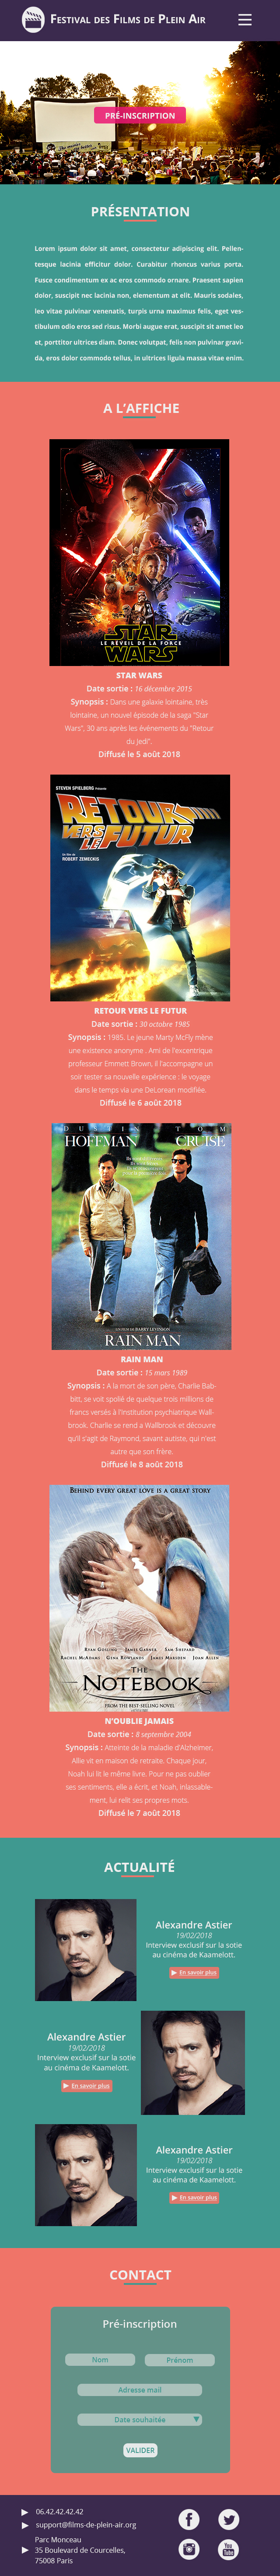 Festival des Films de Plein Air
PRÉ-INSCRIPTION
PRÉSENTATION
Lorem ipsum dolor sit amet, consectetur adipiscing elit. Pellen-
tesque lacinia efficitur dolor. Curabitur rhoncus varius porta.
Fusce condimentum ex ac eros commodo ornare. Praesent sapien
dolor, suscipit nec lacinia non, elementum at elit. Mauris sodales,
leo vitae pulvinar venenatis, turpis urna maximus felis, eget ves-
tibulum odio eros sed risus. Morbi augue erat, suscipit sit amet leo
et, porttitor ultrices diam. Donec volutpat, felis non pulvinar gravi-
da, eros dolor commodo tellus, in ultrices ligula massa vitae enim.
A L'AFFICHE
STAR WARS
LE RÉVEIL DE LA FORCE
STAR WARS
Date sortie : 16 décembre 2015
Synopsis : Dans une galaxie lointaine, très
lointaine, un nouvel épisode de la saga "Star
Wars", 30 ans après les événements du "Retour
du Jedi".
Diffusé le 5 août 2018
STEVEN SPIELBERG Présente
RETOUR
VERS LE
FUTUR
Un film de
ROBERT ZEMECKIS
RETOUR VERS LE FUTUR
Date sortie : 30 octobre 1985
Synopsis : 1985. Le jeune Marty McFly mène
une existence anonyme . Ami de l'excentrique
professeur Emmett Brown, il l'accompagne un
soir tester sa nouvelle expérience : le voyage
dans le temps via une DeLorean modifiée.
Diffusé le 6 août 2018
DUSTIN TOM
HOFFMAN CRUISE
UN FILM DE BARRY LEVINSON
RAIN MAN
RAIN MAN
Date sortie : 15 mars 1989
Synopsis : A la mort de son père, Charlie Bab-
bitt, se voit spolié de quelque trois millions de
francs versés à l'institution psychiatrique Wall-
brook. Charlie se rend a Wallbrook et découvre
qu'il s'agit de Raymond, savant autiste, qui n'est
autre que son frère.
Diffusé le 8 août 2018
BEHIND EVERY GREAT LOVE IS A GREAT STORY
RYAN GOSLING JAMES GARNER SAM SHEPARD
RACHEL McADAMS GENA ROWLANDS JAMES MARSDEN JOAN ALLEN
THE
NOTEBOOK
FROM THE BEST-SELLING NOVEL
N'OUBLIE JAMAIS
Date sortie : 8 septembre 2004
Synopsis : Atteinte de la maladie d'Alzheimer,
Allie vit en maison de retraite. Chaque jour,
Noah lui lit le même livre. Pour ne pas oublier
ses sentiments, elle a écrit, et Noah, inlassable-
ment, lui relit ses propres mots.
Diffusé le 7 août 2018
ACTUALITÉ
Alexandre Astier
19/02/2018
Interview exclusif sur la sotie
au cinéma de Kaamelott.
En savoir plus
Alexandre Astier
19/02/2018
Interview exclusif sur la sotie
au cinéma de Kaamelott.
En savoir plus
Alexandre Astier
19/02/2018
Interview exclusif sur la sotie
au cinéma de Kaamelott.
En savoir plus
CONTACT
Pré-inscription
Nom
Prénom
Adresse mail
Date souhaitée
VALIDER
06.42.42.42.42
support@films-de-plein-air.org
Parc Monceau
35 Boulevard de Courcelles,
75008 Paris
You
Tube